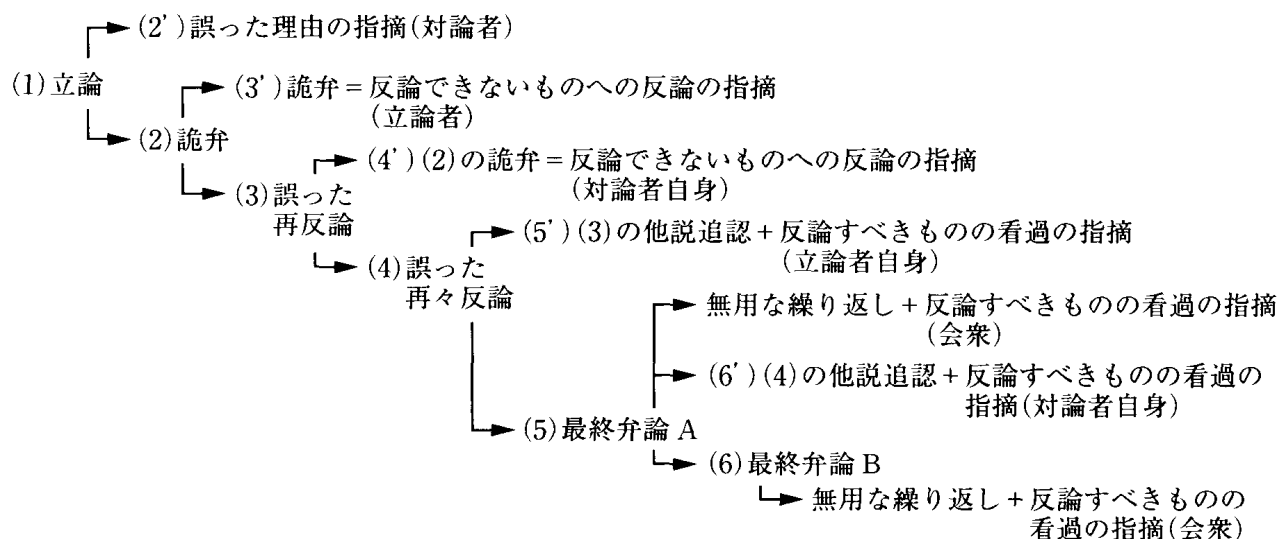 (2')誤った理由の指摘(対論者)
(1)立論
(3')詭弁=反論できないものへの反論の指摘
(立論者)
(2)詭弁
(4')(2)の詭弁=反論できないものへの反論の指摘
(対論者自身)
(3)誤った
再反論
(5')(3)の他説追認+反論すべきものの看過の指摘
(立論者自身)
(4)誤った
再々反論
無用な繰り返し+反論すべきものの看過の指摘
(会衆)
(6')(4)の他説追認+反論すべきものの看過の
指摘(対論者自身)
(5)最終弁論 A
(6)最終弁論 B
無用な繰り返し+反論すべきものの
看過の指摘(会衆)